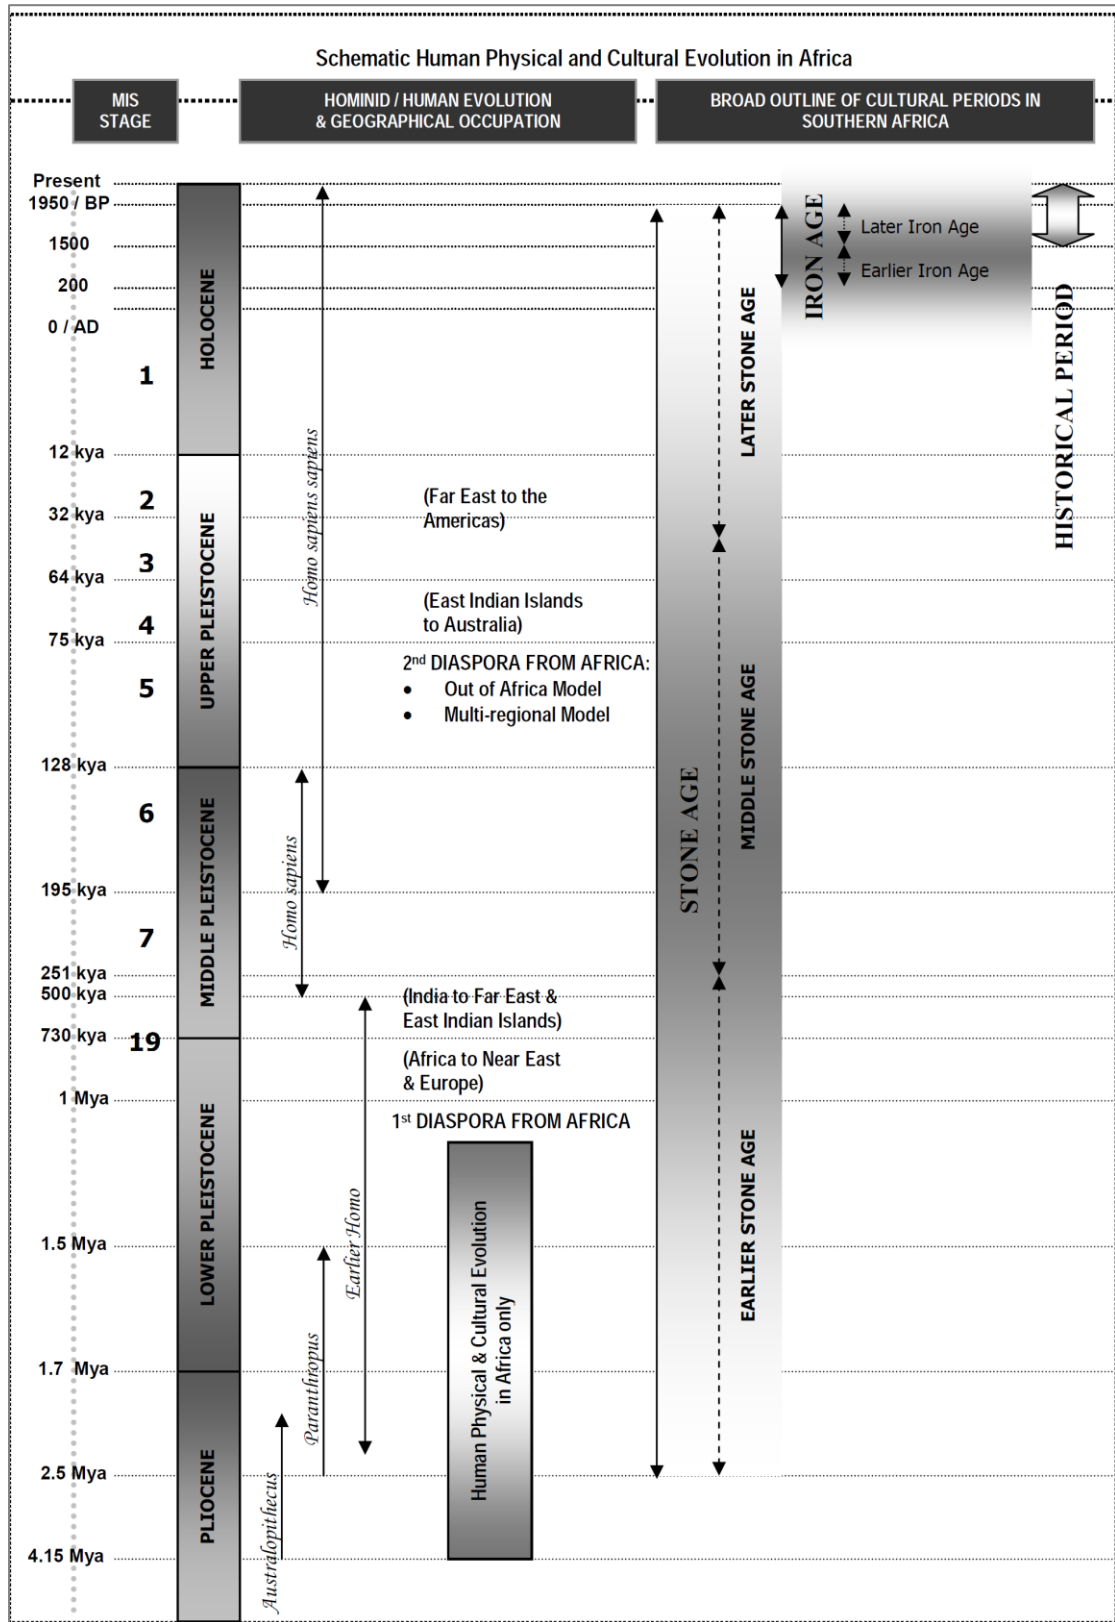 Schematic Human Physical and Cultural Evolution in Africa
MIS
STAGE
HOMINID / HUMAN EVOLUTION
& GEOGRAPHICAL OCCUPATION
BROAD OUTLINE OF CULTURAL PERIODS IN
SOUTHERN AFRICA
Present
1950 / BP
1500
200
0 / AD
12 kya
32 kya
64 kya
75 kya
128 kya
195 kya
251 kya
500 kya
730 kya
1 Mya
1.5 Mya
1.7 Mya
2.5 Mya
4.15 Mya
1
2
3
4
5
6
7
19
HOLOCENE
UPPER PLEISTOCENE
MIDDLE PLEISTOCENE
LOWER PLEISTOCENE
PLIOCENE
Homo sapiens sapiens
Homo sapiens
Earlier Homo
Paranthropus
Australopithecus
(Far East to the
Americas)
(East Indian Islands
to Australia)
2nd DIASPORA FROM AFRICA:
• Out of Africa Model
• Multi-regional Model
(India to Far East &
East Indian Islands)
(Africa to Near East
& Europe)
1st DIASPORA FROM AFRICA
Human Physical & Cultural Evolution
in Africa only
STONE AGE
LATER STONE AGE
MIDDLE STONE AGE
EARLIER STONE AGE
IRON AGE
Later Iron Age
Earlier Iron Age
HISTORICAL PERIOD